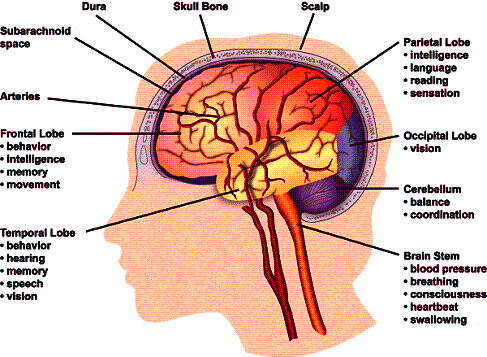 Dura
Skull Bone
Scalp
Subarachnoid
space
Arteries
Frontal Lobe
• behavior
• intelligence
• memory
• movement
Temporal Lobe
• behavior
• hearing
• memory
• speech
• vision
Parietal Lobe
• intelligence
• language
• reading
• sensation
Occipital Lobe
• vision
Cerebellum
• balance
• coordination
Brain Stem
• blood pressure
• breathing
• consciousness
• heartbeat
• swallowing